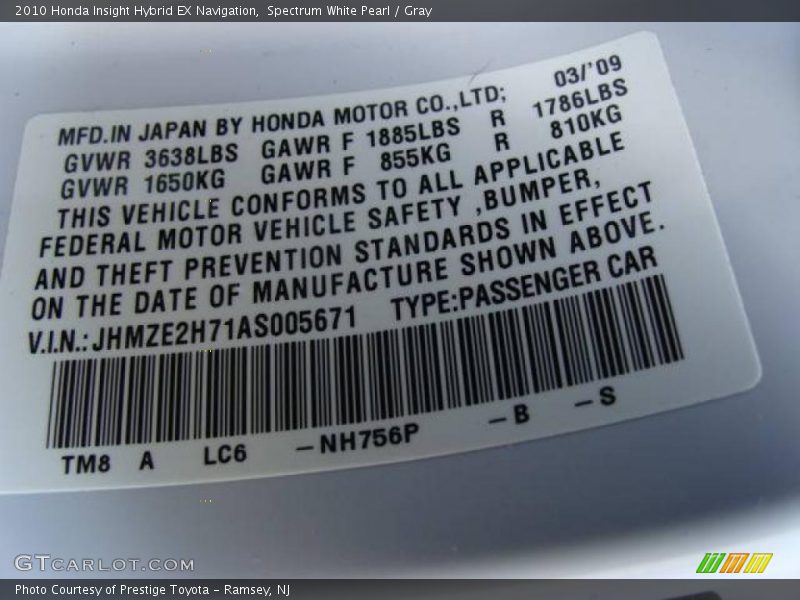 2010 Honda Insight Hybrid EX Navigation,  Spectrum White Pearl / Gray
MFD.IN JAPAN BY HONDA MOTOR CO.,LTD; 03/'09
GVWR 3638LBS GAWR F 1885LBS R 1786LBS
GVWR 1650KG GAWR F 855KG R 810KG
THIS VEHICLE CONFORMS TO ALL APPLICABLE
FEDERAL MOTOR VEHICLE SAFETY ,BUMPER,
AND THEFT PREVENTION STANDARDS IN EFFECT
ON THE DATE OF MANUFACTURE SHOWN ABOVE.
V.I.N.:JHMZE2H71AS005671 TYPE:PASSENGER CAR
TM8 A LC6 –NH756P –B –S
GTCARLOT.COM
Photo Courtesy of Prestige Toyota – Ramsey, NJ